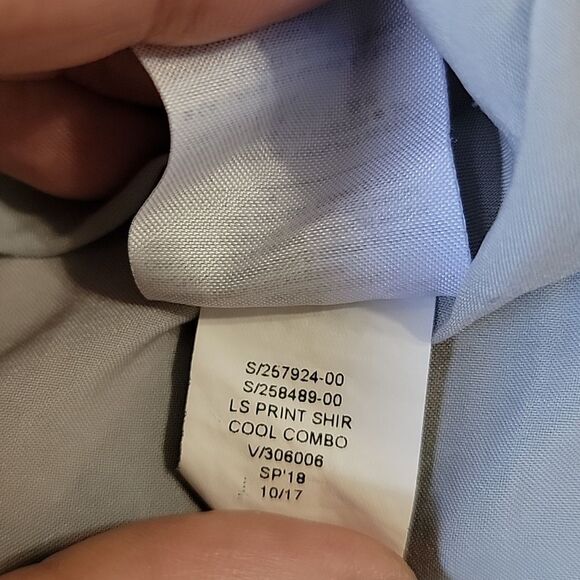 S/257924-00
S/258489-00
LS PRINT SHIR
COOL COMBO
V/306006
SP'18
10/17